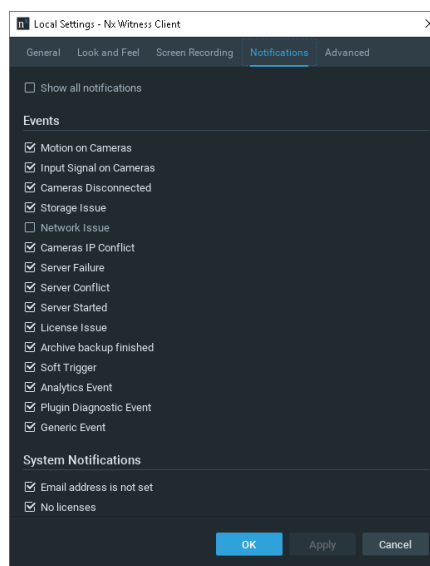 n Local Settings - Nx Witness Client
General Look and Feel Screen Recording Notifications Advanced
Show all notifications
Events
Motion on Cameras
Input Signal on Cameras
Cameras Disconnected
Storage Issue
Network Issue
Cameras IP Conflict
Server Failure
Server Conflict
Server Started
License Issue
Archive backup finished
Soft Trigger
Analytics Event
Plugin Diagnostic Event
Generic Event
System Notifications
Email address is not set
No licenses
OK Apply Cancel